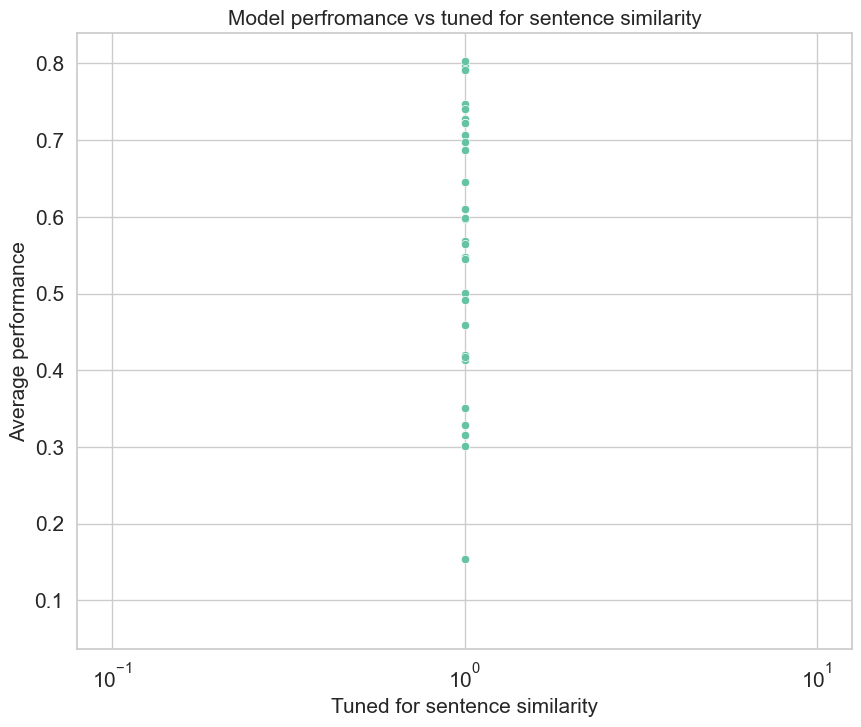 Model perfromance vs tuned for sentence similarity
Average performance
0.8
0.7
0.6
0.5
0.4
0.3
0.2
0.1
10⁻¹ 10⁰ 10¹
Tuned for sentence similarity